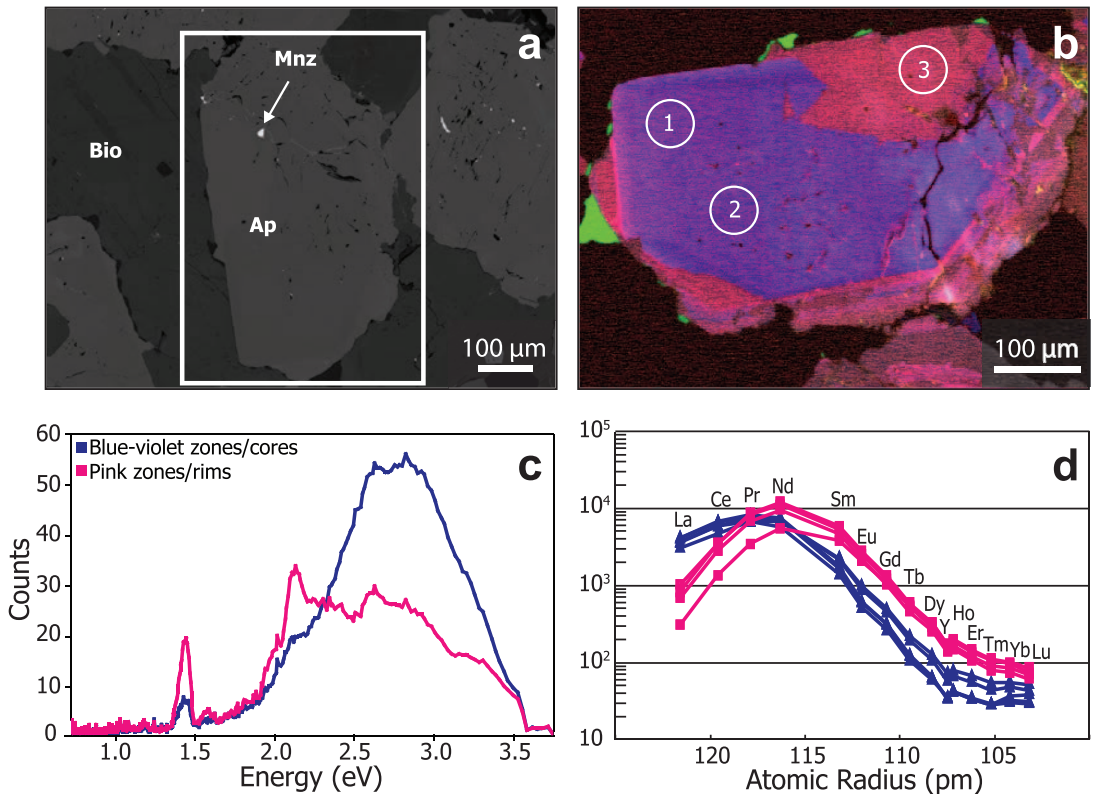 a
Mnz
Bio
Ap
100 µm
b
1
2
3
100 µm
c
60
50
40
30
20
10
0
Counts
Blue-violet zones/cores
Pink zones/rims
1.0 1.5 2.0 2.5 3.0 3.5
Energy (eV)
d
10⁵
10⁴
10³
10²
10
La Ce Pr Nd Sm Eu Gd Tb Dy Y Ho Er Tm Yb Lu
120 115 110 105
Atomic Radius (pm)